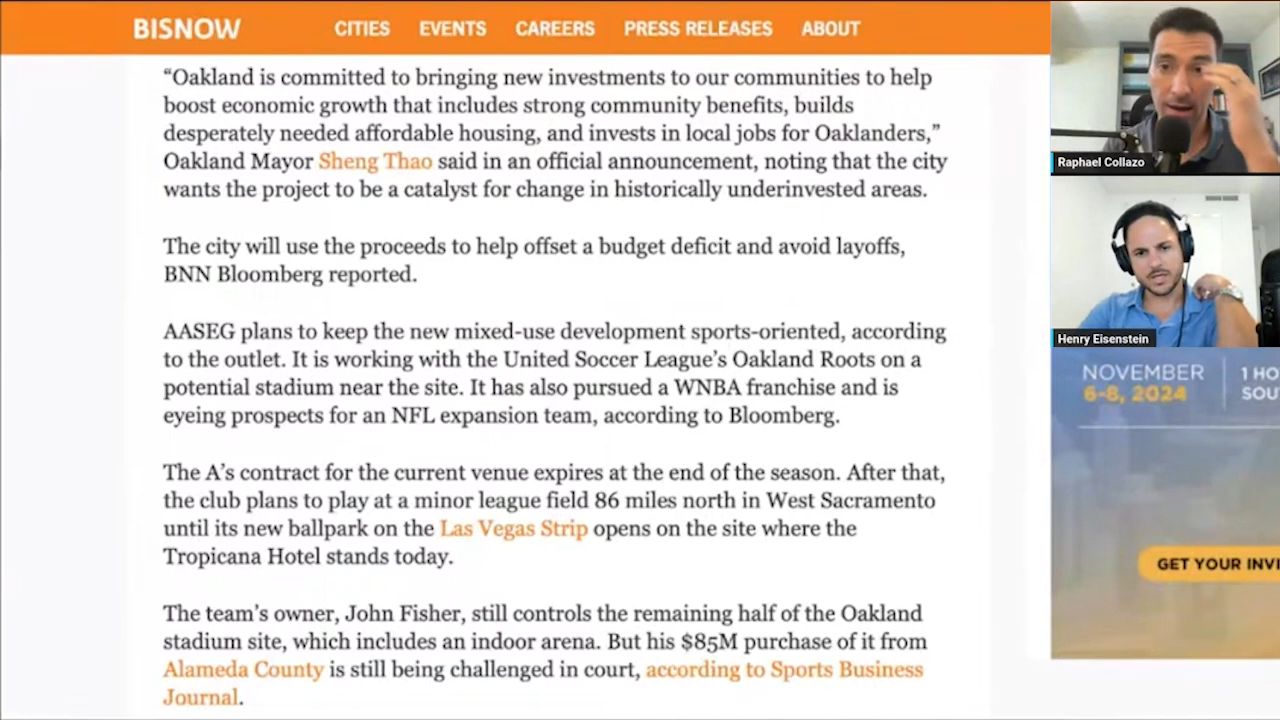 BISNOW
CITIES EVENTS CAREERS PRESS RELEASES ABOUT
“Oakland is committed to bringing new investments to our communities to help
boost economic growth that includes strong community benefits, builds
desperately needed affordable housing, and invests in local jobs for Oaklanders,”
Oakland Mayor Sheng Thao said in an official announcement, noting that the city
wants the project to be a catalyst for change in historically underinvested areas.
The city will use the proceeds to help offset a budget deficit and avoid layoffs,
BNN Bloomberg reported.
AASEG plans to keep the new mixed-use development sports-oriented, according
to the outlet. It is working with the United Soccer League’s Oakland Roots on a
potential stadium near the site. It has also pursued a WNBA franchise and is
eyeing prospects for an NFL expansion team, according to Bloomberg.
The A’s contract for the current venue expires at the end of the season. After that,
the club plans to play at a minor league field 86 miles north in West Sacramento
until its new ballpark on the Las Vegas Strip opens on the site where the
Tropicana Hotel stands today.
The team’s owner, John Fisher, still controls the remaining half of the Oakland
stadium site, which includes an indoor arena. But his $85M purchase of it from
Alameda County is still being challenged in court, according to Sports Business
Journal.
Raphael Collazo
Henry Eisenstein
NOVEMBER
6-8, 2024
1 HO
SOU
GET YOUR INVI